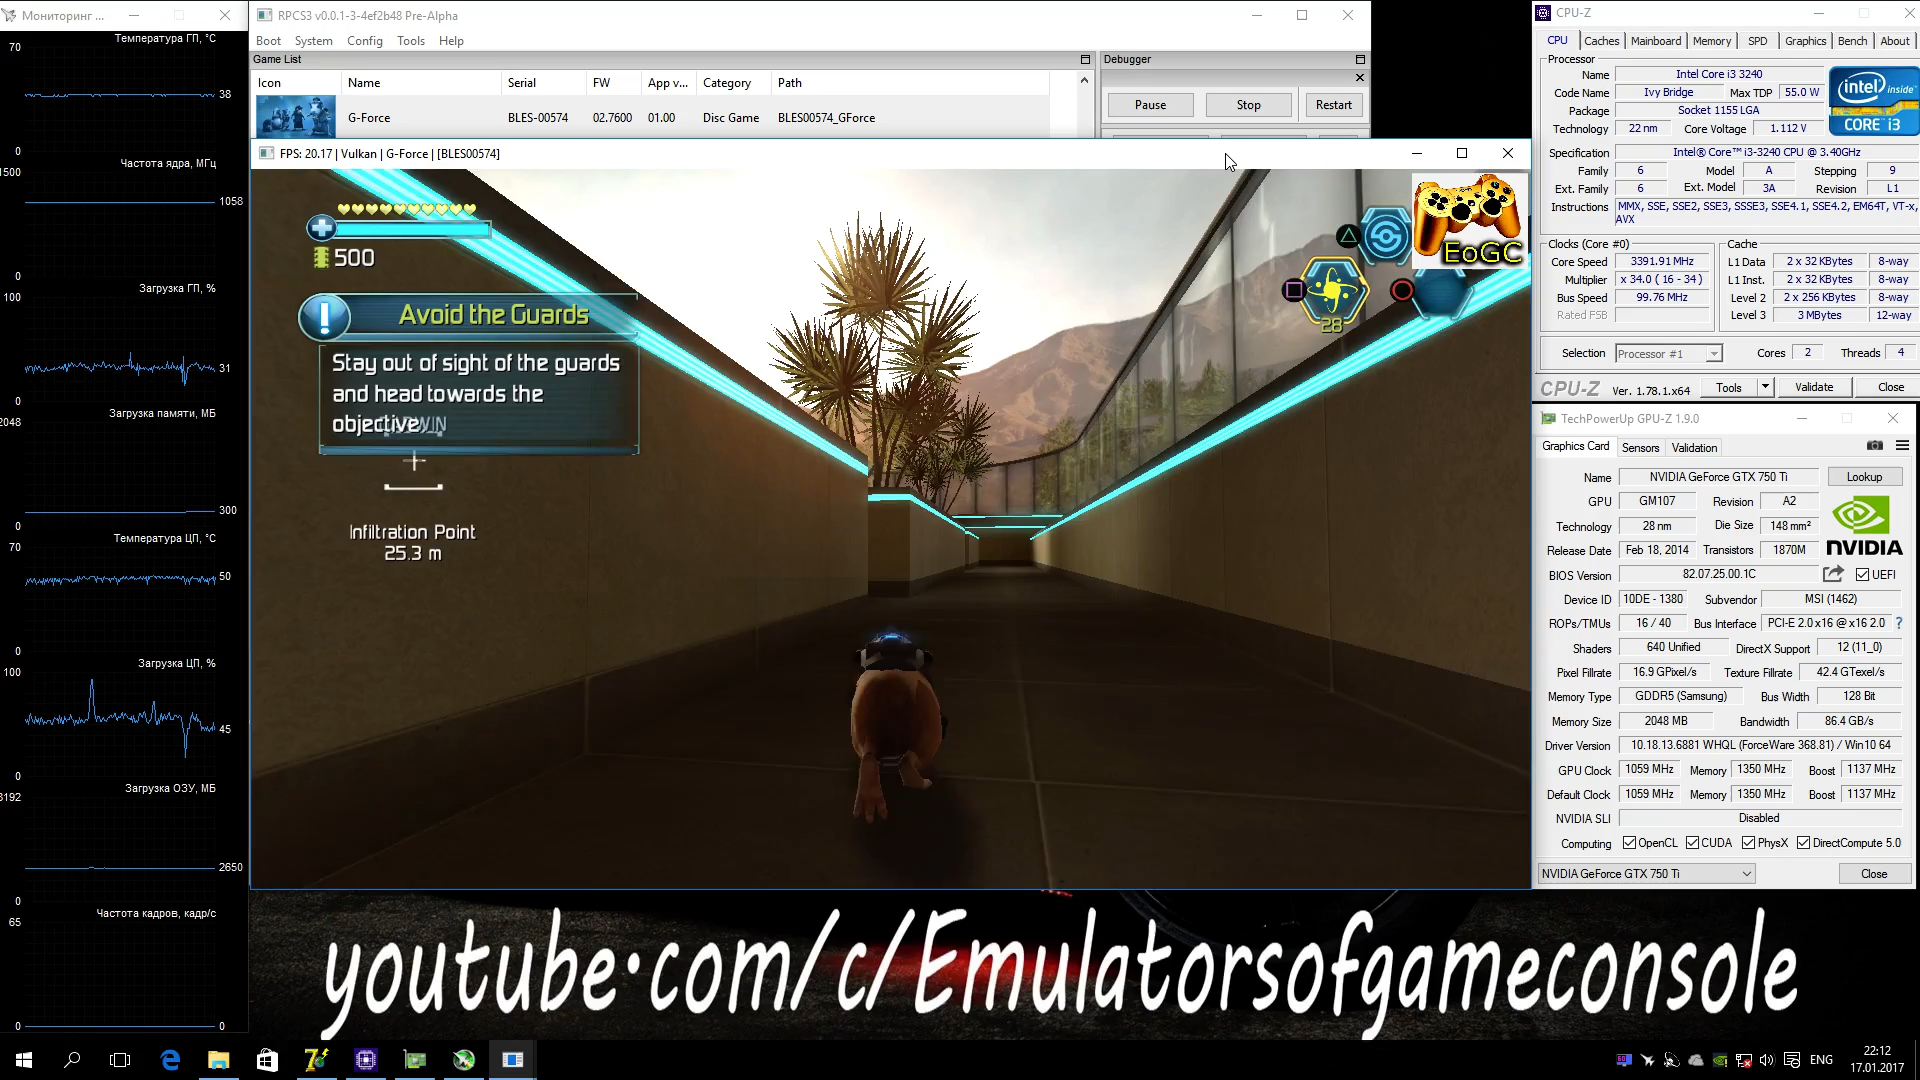 Мониторинг ...
Температура ГП, °C
70
38
0
Частота ядра, МГц
1500
1058
0
Загрузка ГП, %
100
31
0
Загрузка памяти, МБ
2048
300
0
Температура ЦП, °C
70
50
0
Загрузка ЦП, %
100
45
0
Загрузка ОЗУ, МБ
8192
2650
0
Частота кадров, кадр/с
65
0
0
RPCS3 v0.0.1-3-4ef2b48 Pre-Alpha
Boot System Config Tools Help
Game List
Icon Name Serial FW App v... Category Path
G-Force BLES-00574 02.7600 01.00 Disc Game BLES00574_GForce
Debugger
Pause Stop Restart
FPS: 20.17 | Vulkan | G-Force | [BLES00574]
500
Avoid the Guards
Stay out of sight of the guards
and head towards the
objective
Infiltration Point
25.3 m
28
EoGC
youtube.com/c/Emulatorsofgameconsole
CPU-Z
CPU Caches Mainboard Memory SPD Graphics Bench About
Processor
Name Intel Core i3 3240
Code Name Ivy Bridge Max TDP 55.0 W
Package Socket 1155 LGA
Technology 22 nm Core Voltage 1.112 V
intel inside™
CORE i3
Specification Intel® Core™ i3-3240 CPU @ 3.40GHz
Family 6 Model A Stepping 9
Ext. Family 6 Ext. Model 3A Revision L1
Instructions MMX, SSE, SSE2, SSE3, SSSE3, SSE4.1, SSE4.2, EM64T, VT-x,
AVX
Clocks (Core #0)
Core Speed 3391.91 MHz
Multiplier x 34.0 ( 16 - 34 )
Bus Speed 99.76 MHz
Rated FSB
Cache
L1 Data 2 x 32 KBytes 8-way
L1 Inst. 2 x 32 KBytes 8-way
Level 2 2 x 256 KBytes 8-way
Level 3 3 MBytes 12-way
Selection Processor #1 Cores 2 Threads 4
CPU-Z Ver. 1.78.1.x64 Tools Validate Close
TechPowerUp GPU-Z 1.9.0
Graphics Card Sensors Validation
Name NVIDIA GeForce GTX 750 Ti Lookup
GPU GM107 Revision A2
Technology 28 nm Die Size 148 mm²
Release Date Feb 18, 2014 Transistors 1870M
NVIDIA
BIOS Version 82.07.25.00.1C UEFI
Device ID 10DE - 1380 Subvendor MSI (1462)
ROPs/TMUs 16 / 40 Bus Interface PCI-E 2.0 x16 @ x16 2.0 ?
Shaders 640 Unified DirectX Support 12 (11_0)
Pixel Fillrate 16.9 GPixel/s Texture Fillrate 42.4 GTexel/s
Memory Type GDDR5 (Samsung) Bus Width 128 Bit
Memory Size 2048 MB Bandwidth 86.4 GB/s
Driver Version 10.18.13.6881 WHQL (ForceWare 368.81) / Win10 64
GPU Clock 1059 MHz Memory 1350 MHz Boost 1137 MHz
Default Clock 1059 MHz Memory 1350 MHz Boost 1137 MHz
NVIDIA SLI Disabled
Computing OpenCL CUDA PhysX DirectCompute 5.0
NVIDIA GeForce GTX 750 Ti Close
ENG
22:12
17.01.2017